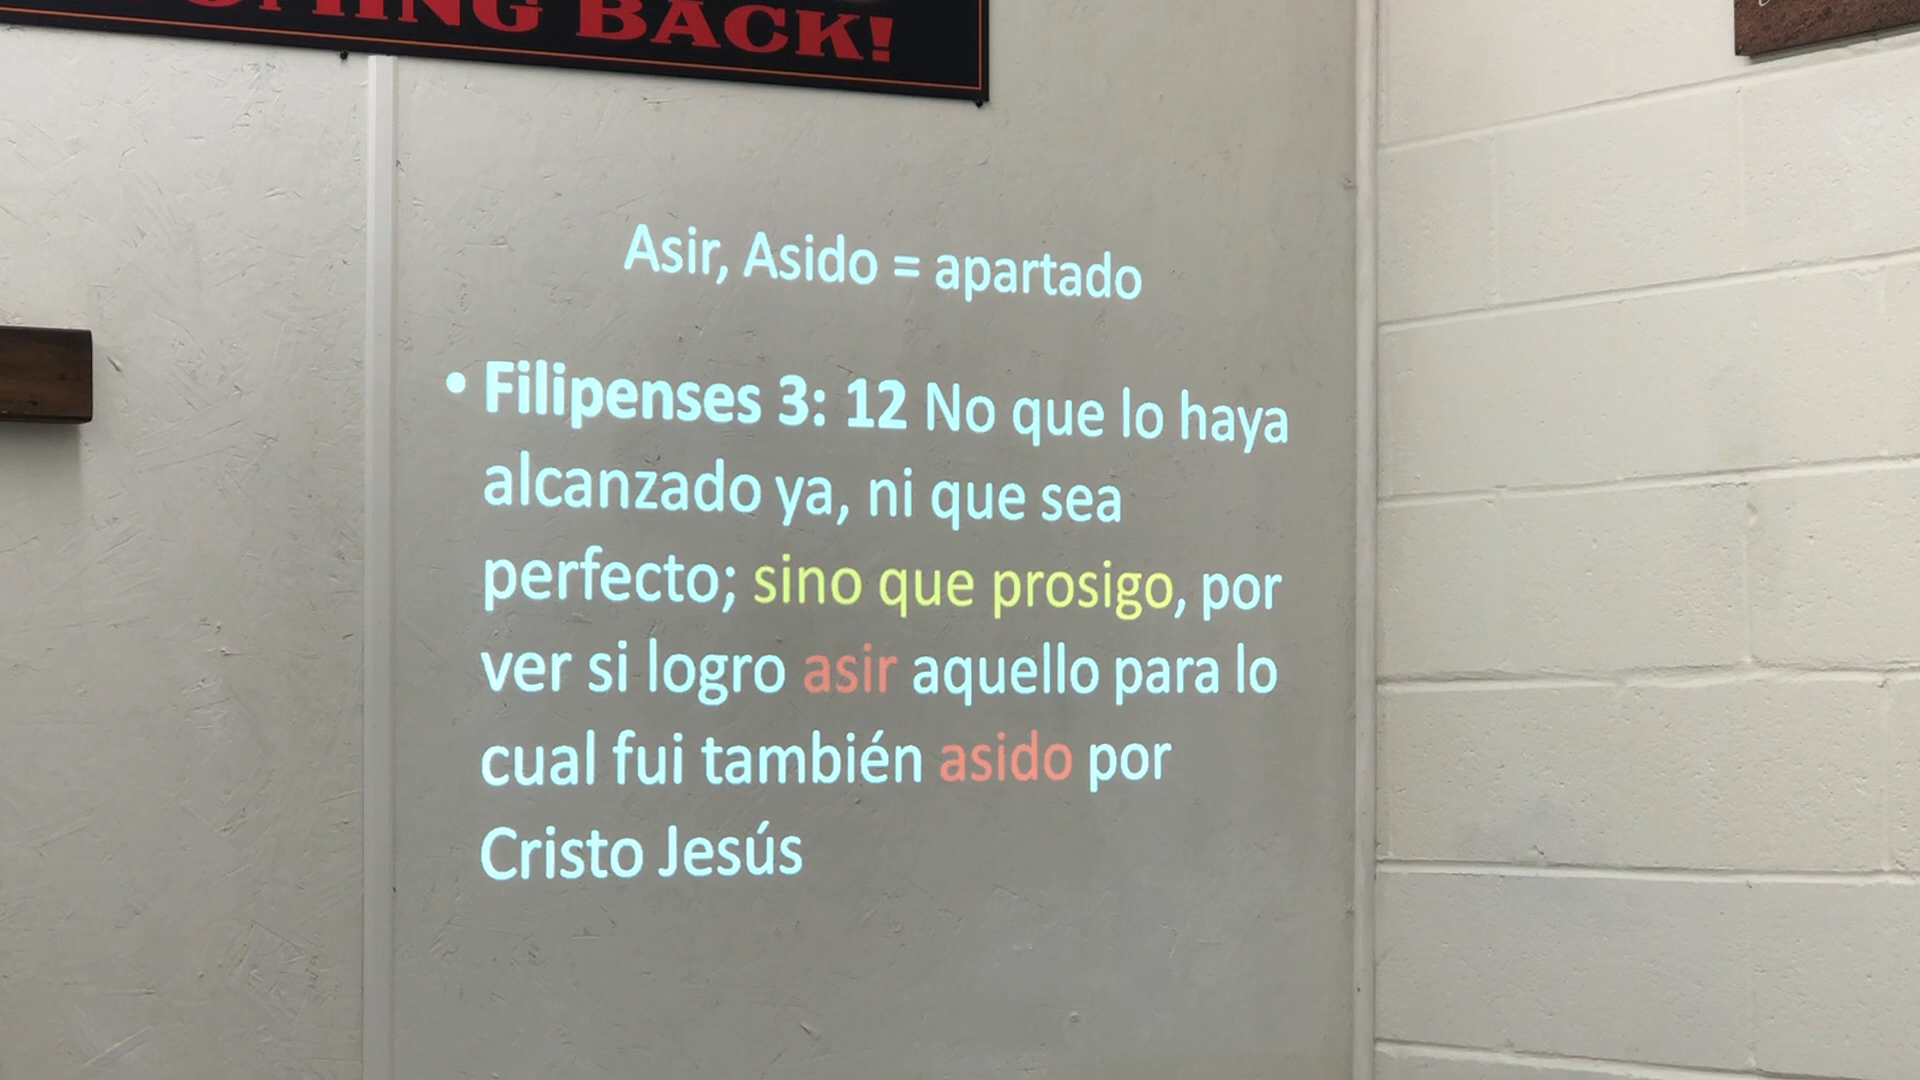 BACK!
Asir, Asido = apartado
• Filipenses 3: 12 No que lo haya
alcanzado ya, ni que sea
perfecto; sino que prosigo, por
ver si logro asir aquello para lo
cual fui también asido por
Cristo Jesús